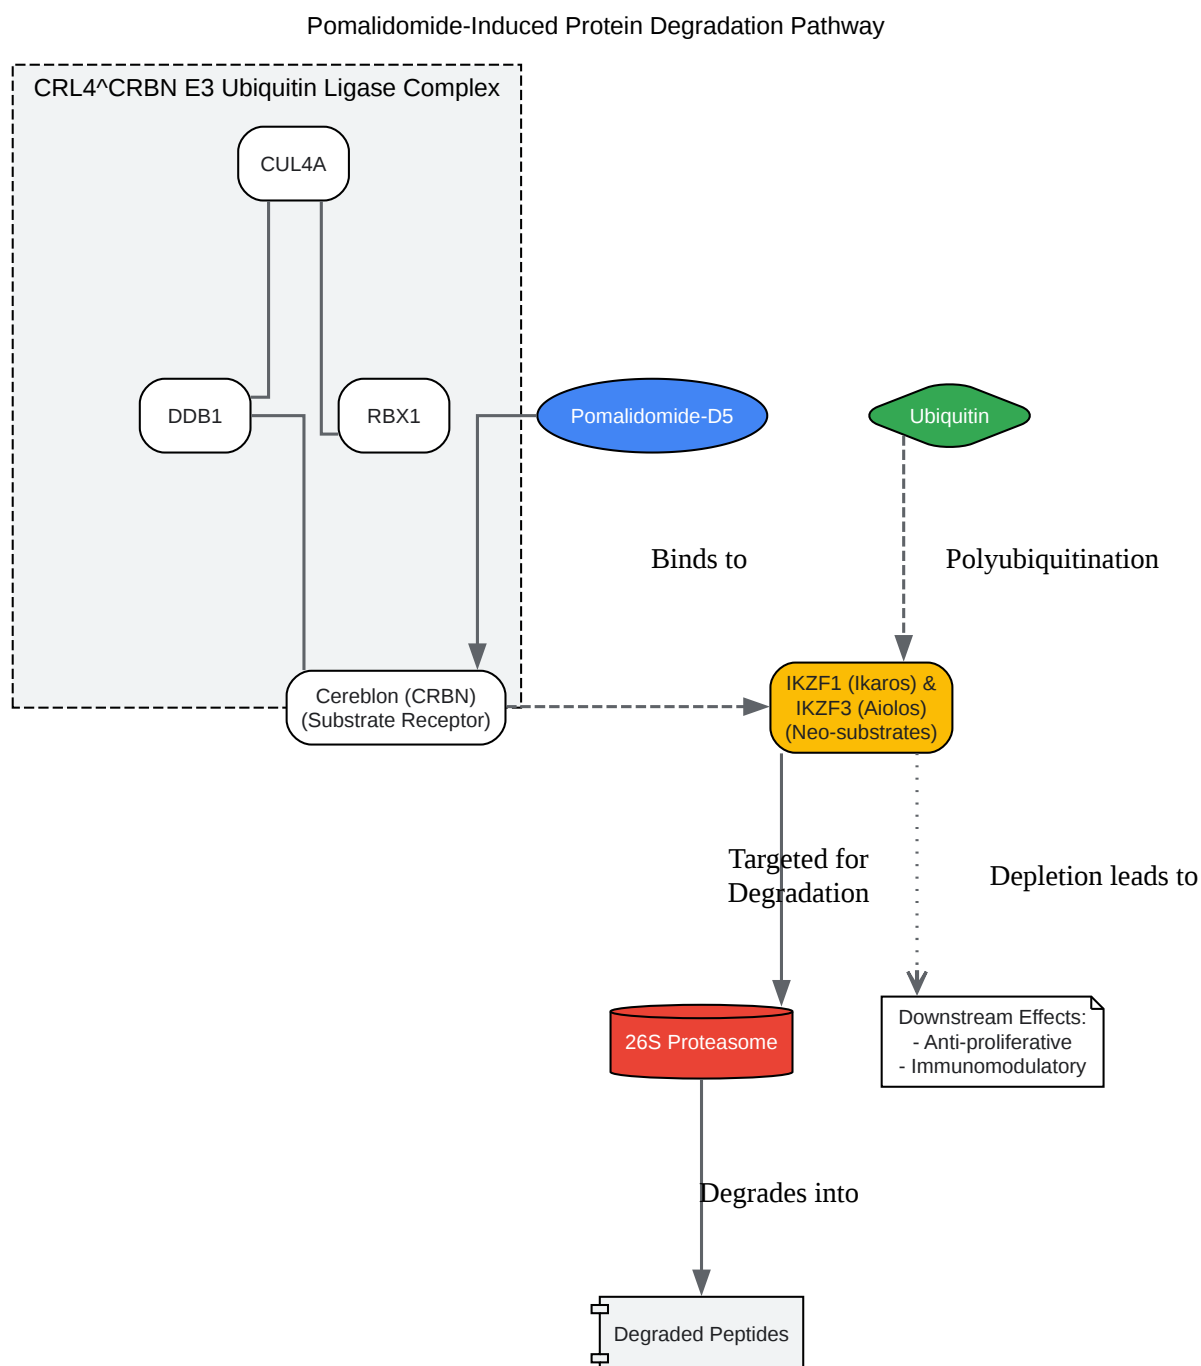 Pomalidomide-Induced Protein Degradation Pathway
CRL4^CRBN E3 Ubiquitin Ligase Complex
CUL4A
DDB1
RBX1
Pomalidomide-D5
Ubiquitin
Binds to
Polyubiquitination
Cereblon (CRBN)
(Substrate Receptor)
IKZF1 (Ikaros) &
IKZF3 (Aiolos)
(Neo-substrates)
Targeted for
Degradation
Depletion leads to
26S Proteasome
Downstream Effects:
- Anti-proliferative
- Immunomodulatory
Degrades into
Degraded Peptides